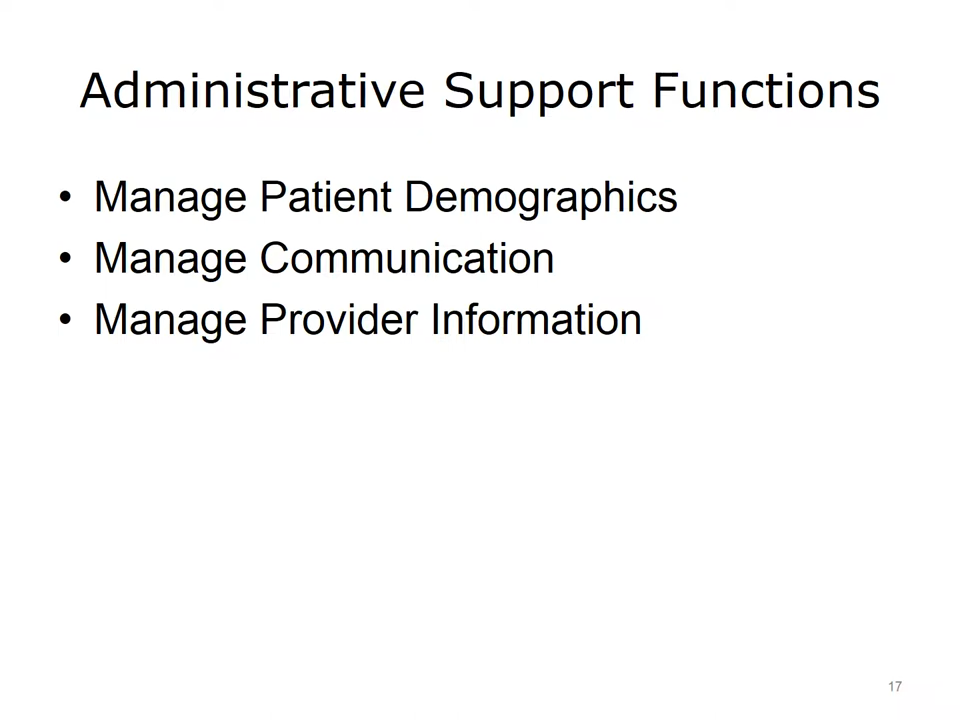 Administrative Support Functions
• Manage Patient Demographics
• Manage Communication
• Manage Provider Information
17